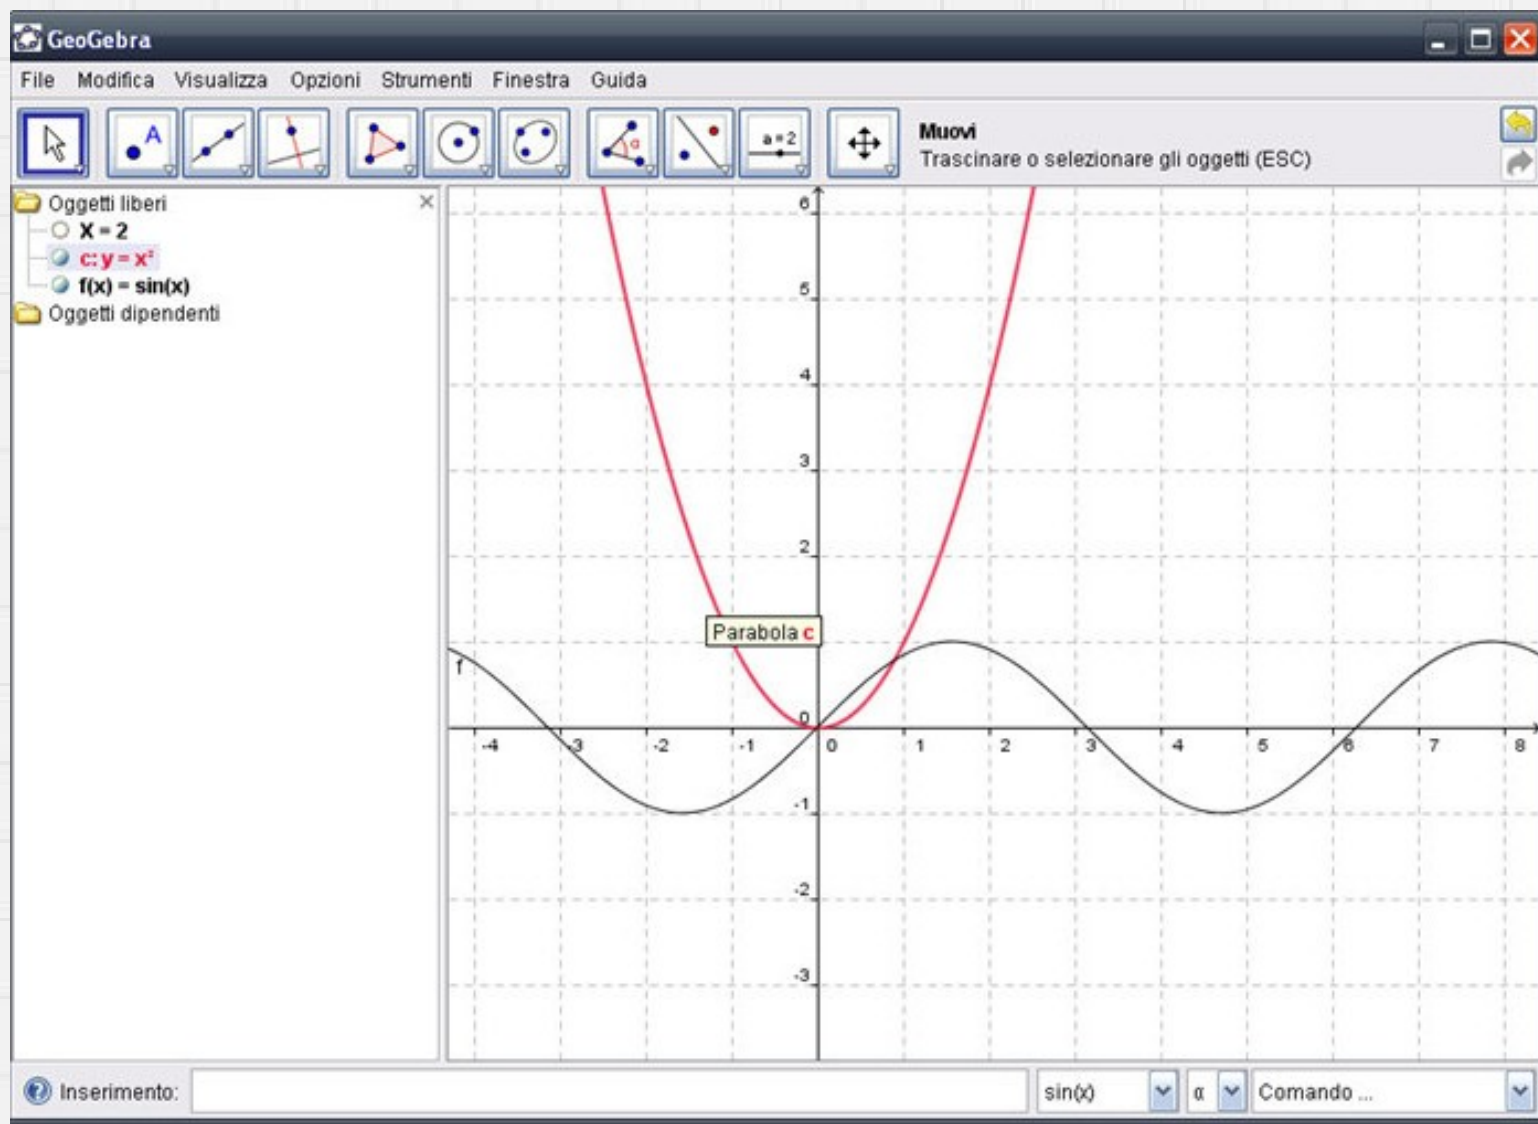 GeoGebra
File Modifica Visualizza Opzioni Strumenti Finestra Guida
A
α
a=2
Muovi
Trascinare o selezionare gli oggetti (ESC)
Oggetti liberi
X = 2
c: y = x²
f(x) = sin(x)
Oggetti dipendenti
6
5
4
3
2
Parabola c
f
0
-4 -3 -2 -1 0 1 2 3 4 5 6 7 8
-1
-2
-3
Inserimento: sin(x) α Comando ...